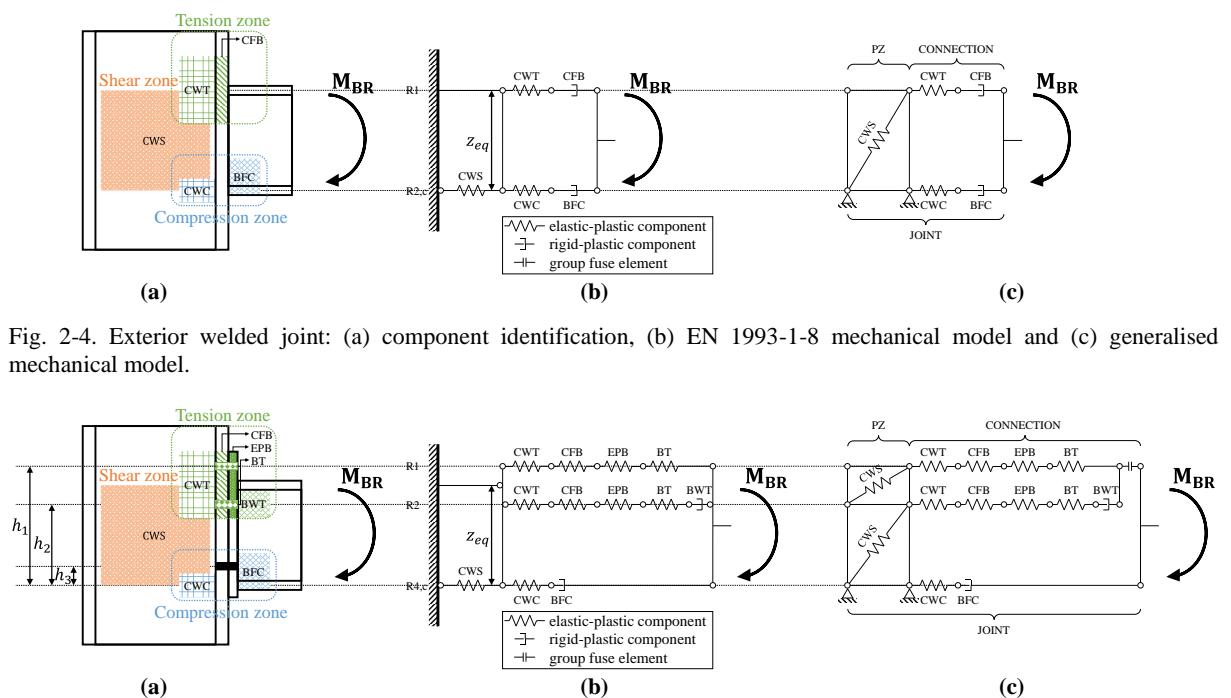 Tension zone
CFB
Shear zone
CWT
CWS
BFC
CWC
Compression zone
M_BR
(a)
R1
CWT CFB
z_eq
M_BR
R2,c
CWS
CWC BFC
elastic-plastic component
rigid-plastic component
group fuse element
(b)
PZ CONNECTION
CWT CFB
M_BR
CWS
CWC BFC
JOINT
(c)
Fig. 2-4. Exterior welded joint: (a) component identification, (b) EN 1993-1-8 mechanical model and (c) generalised
mechanical model.
Tension zone
CFB
EPB
BT
Shear zone
CWT
BWT
CWS
h_1
h_2
h_3
BFC
CWC
Compression zone
M_BR
(a)
R1
CWT CFB EPB BT
R2
CWT CFB EPB BT BWT
z_eq
M_BR
R4,c
CWS
CWC BFC
elastic-plastic component
rigid-plastic component
group fuse element
(b)
PZ CONNECTION
CWT CFB EPB BT
CWS
CWT CFB EPB BT BWT
M_BR
CWS
CWC BFC
JOINT
(c)